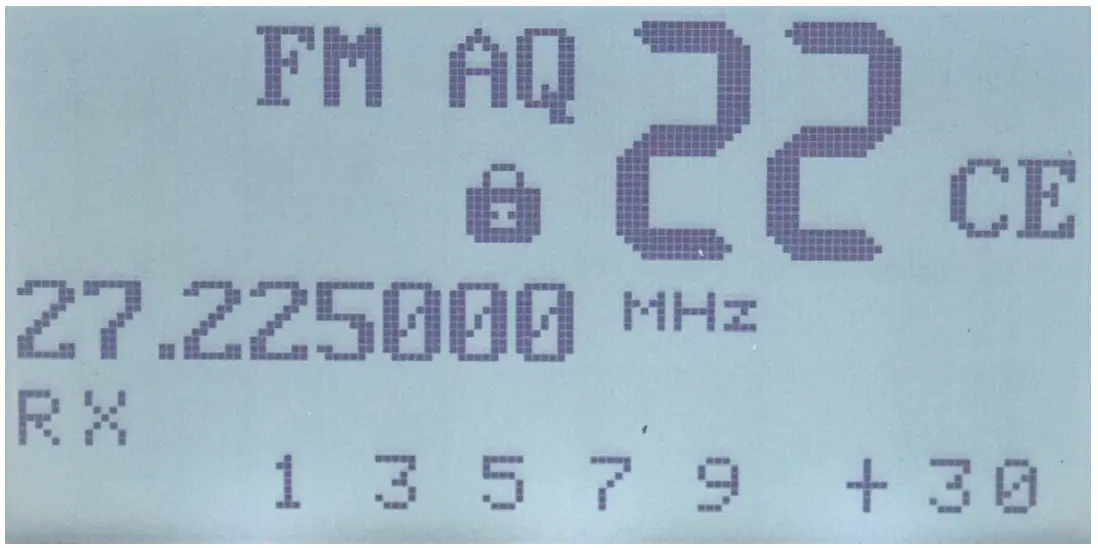 FM AQ 22 CE
27.225000 MHz
RX
1 3 5 7 9 +30